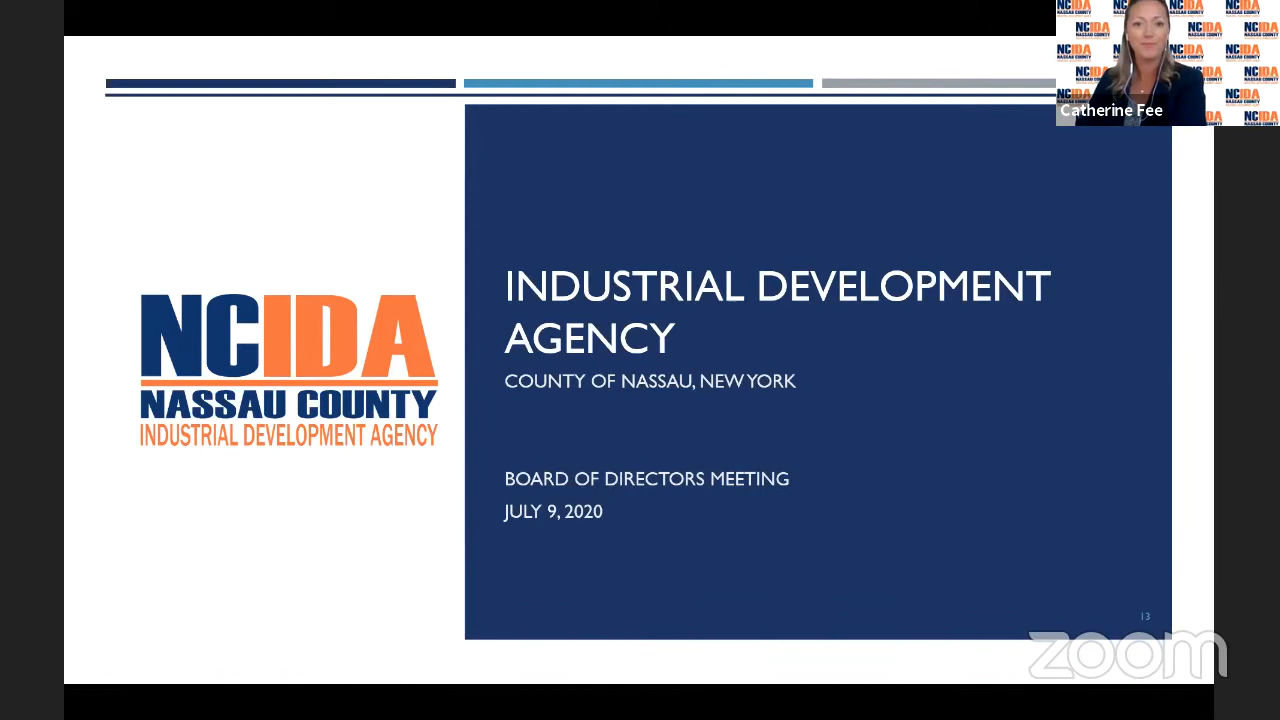 Catherine Fee
NCIDA
NASSAU COUNTY
INDUSTRIAL DEVELOPMENT AGENCY
INDUSTRIAL DEVELOPMENT
AGENCY
COUNTY OF NASSAU, NEW YORK
BOARD OF DIRECTORS MEETING
JULY 9, 2020
13
zoom